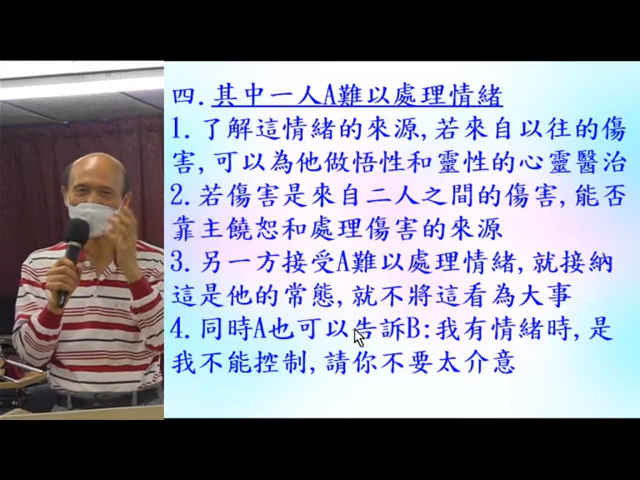 四.其中一人A難以處理情緒
1.了解這情緒的來源,若來自以往的傷
害,可以為他做悟性和靈性的心靈醫治
2.若傷害是來自二人之間的傷害,能否
靠主饒恕和處理傷害的來源
3.另一方接受A難以處理情緒,就接納
這是他的常態,就不將這看為大事
4.同時A也可以告訴B:我有情緒時,是
我不能控制,請你不要太介意